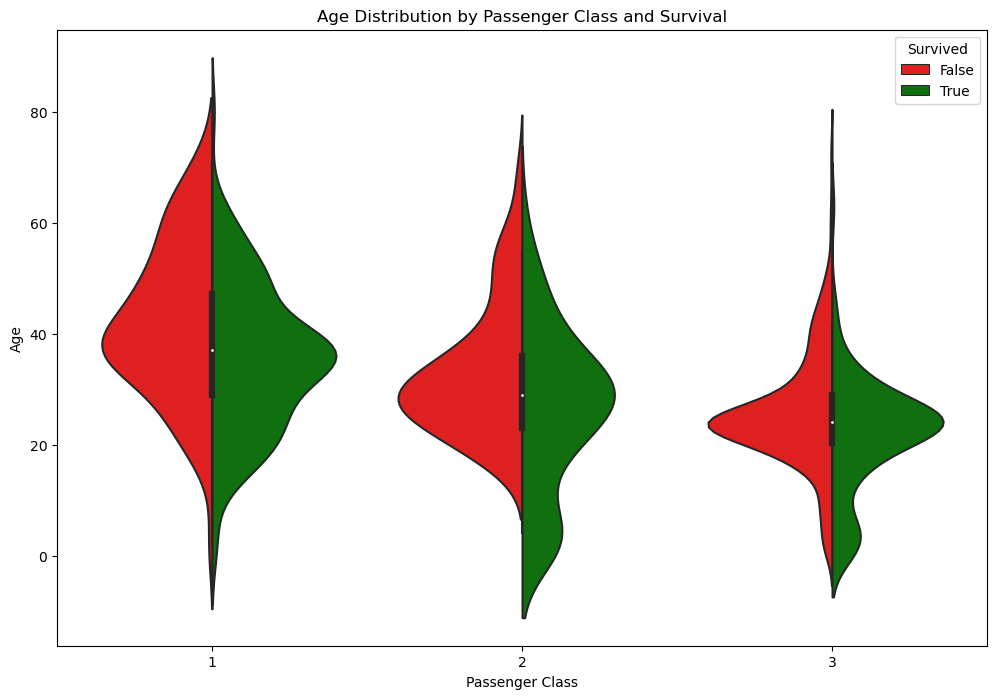 Age Distribution by Passenger Class and Survival
Survived
False
True
80
60
40
20
0
Age
1
2
3
Passenger Class